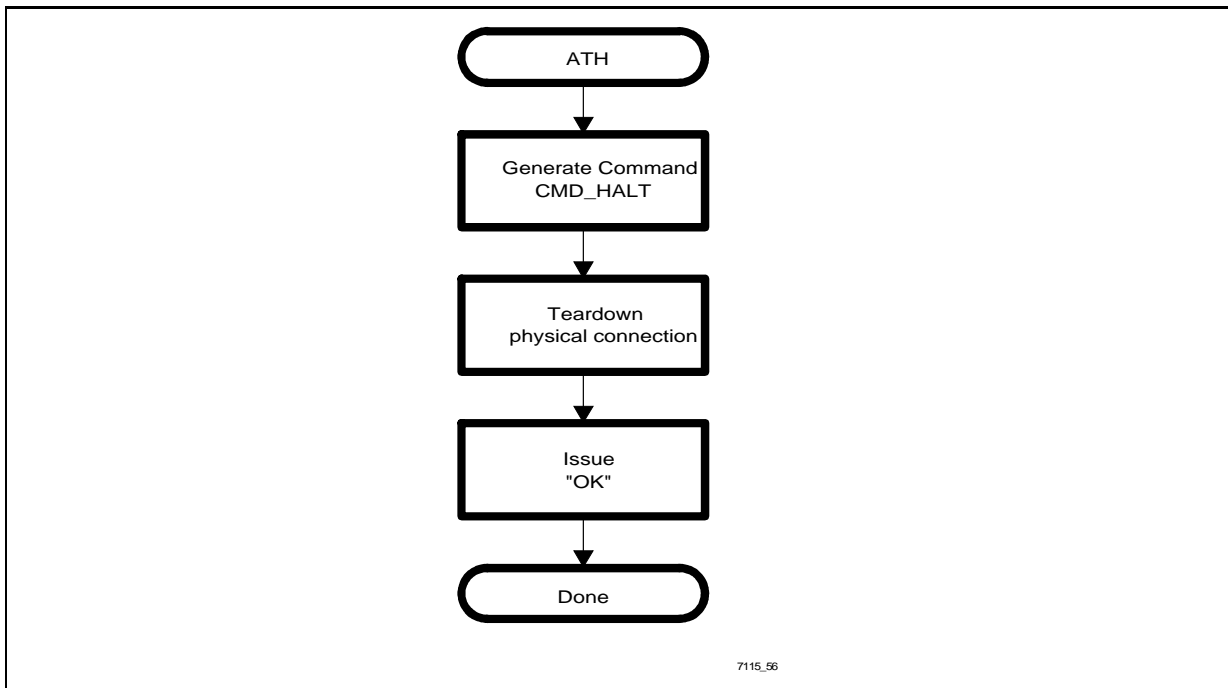 ATH
Generate Command
CMD_HALT
Teardown
physical connection
Issue
"OK"
Done
7115_56